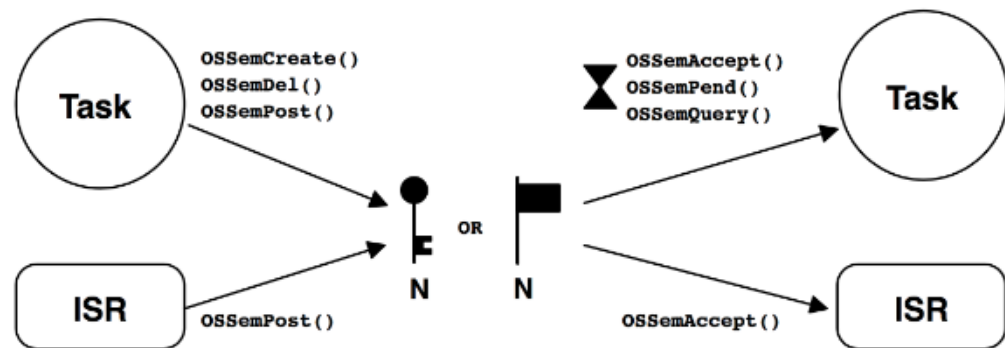 Task
OSSemCreate()
OSSemDel()
OSSemPost()
OSSemAccept()
OSSemPend()
OSSemQuery()
Task
OR
N
N
ISR
OSSemPost()
OSSemAccept()
ISR